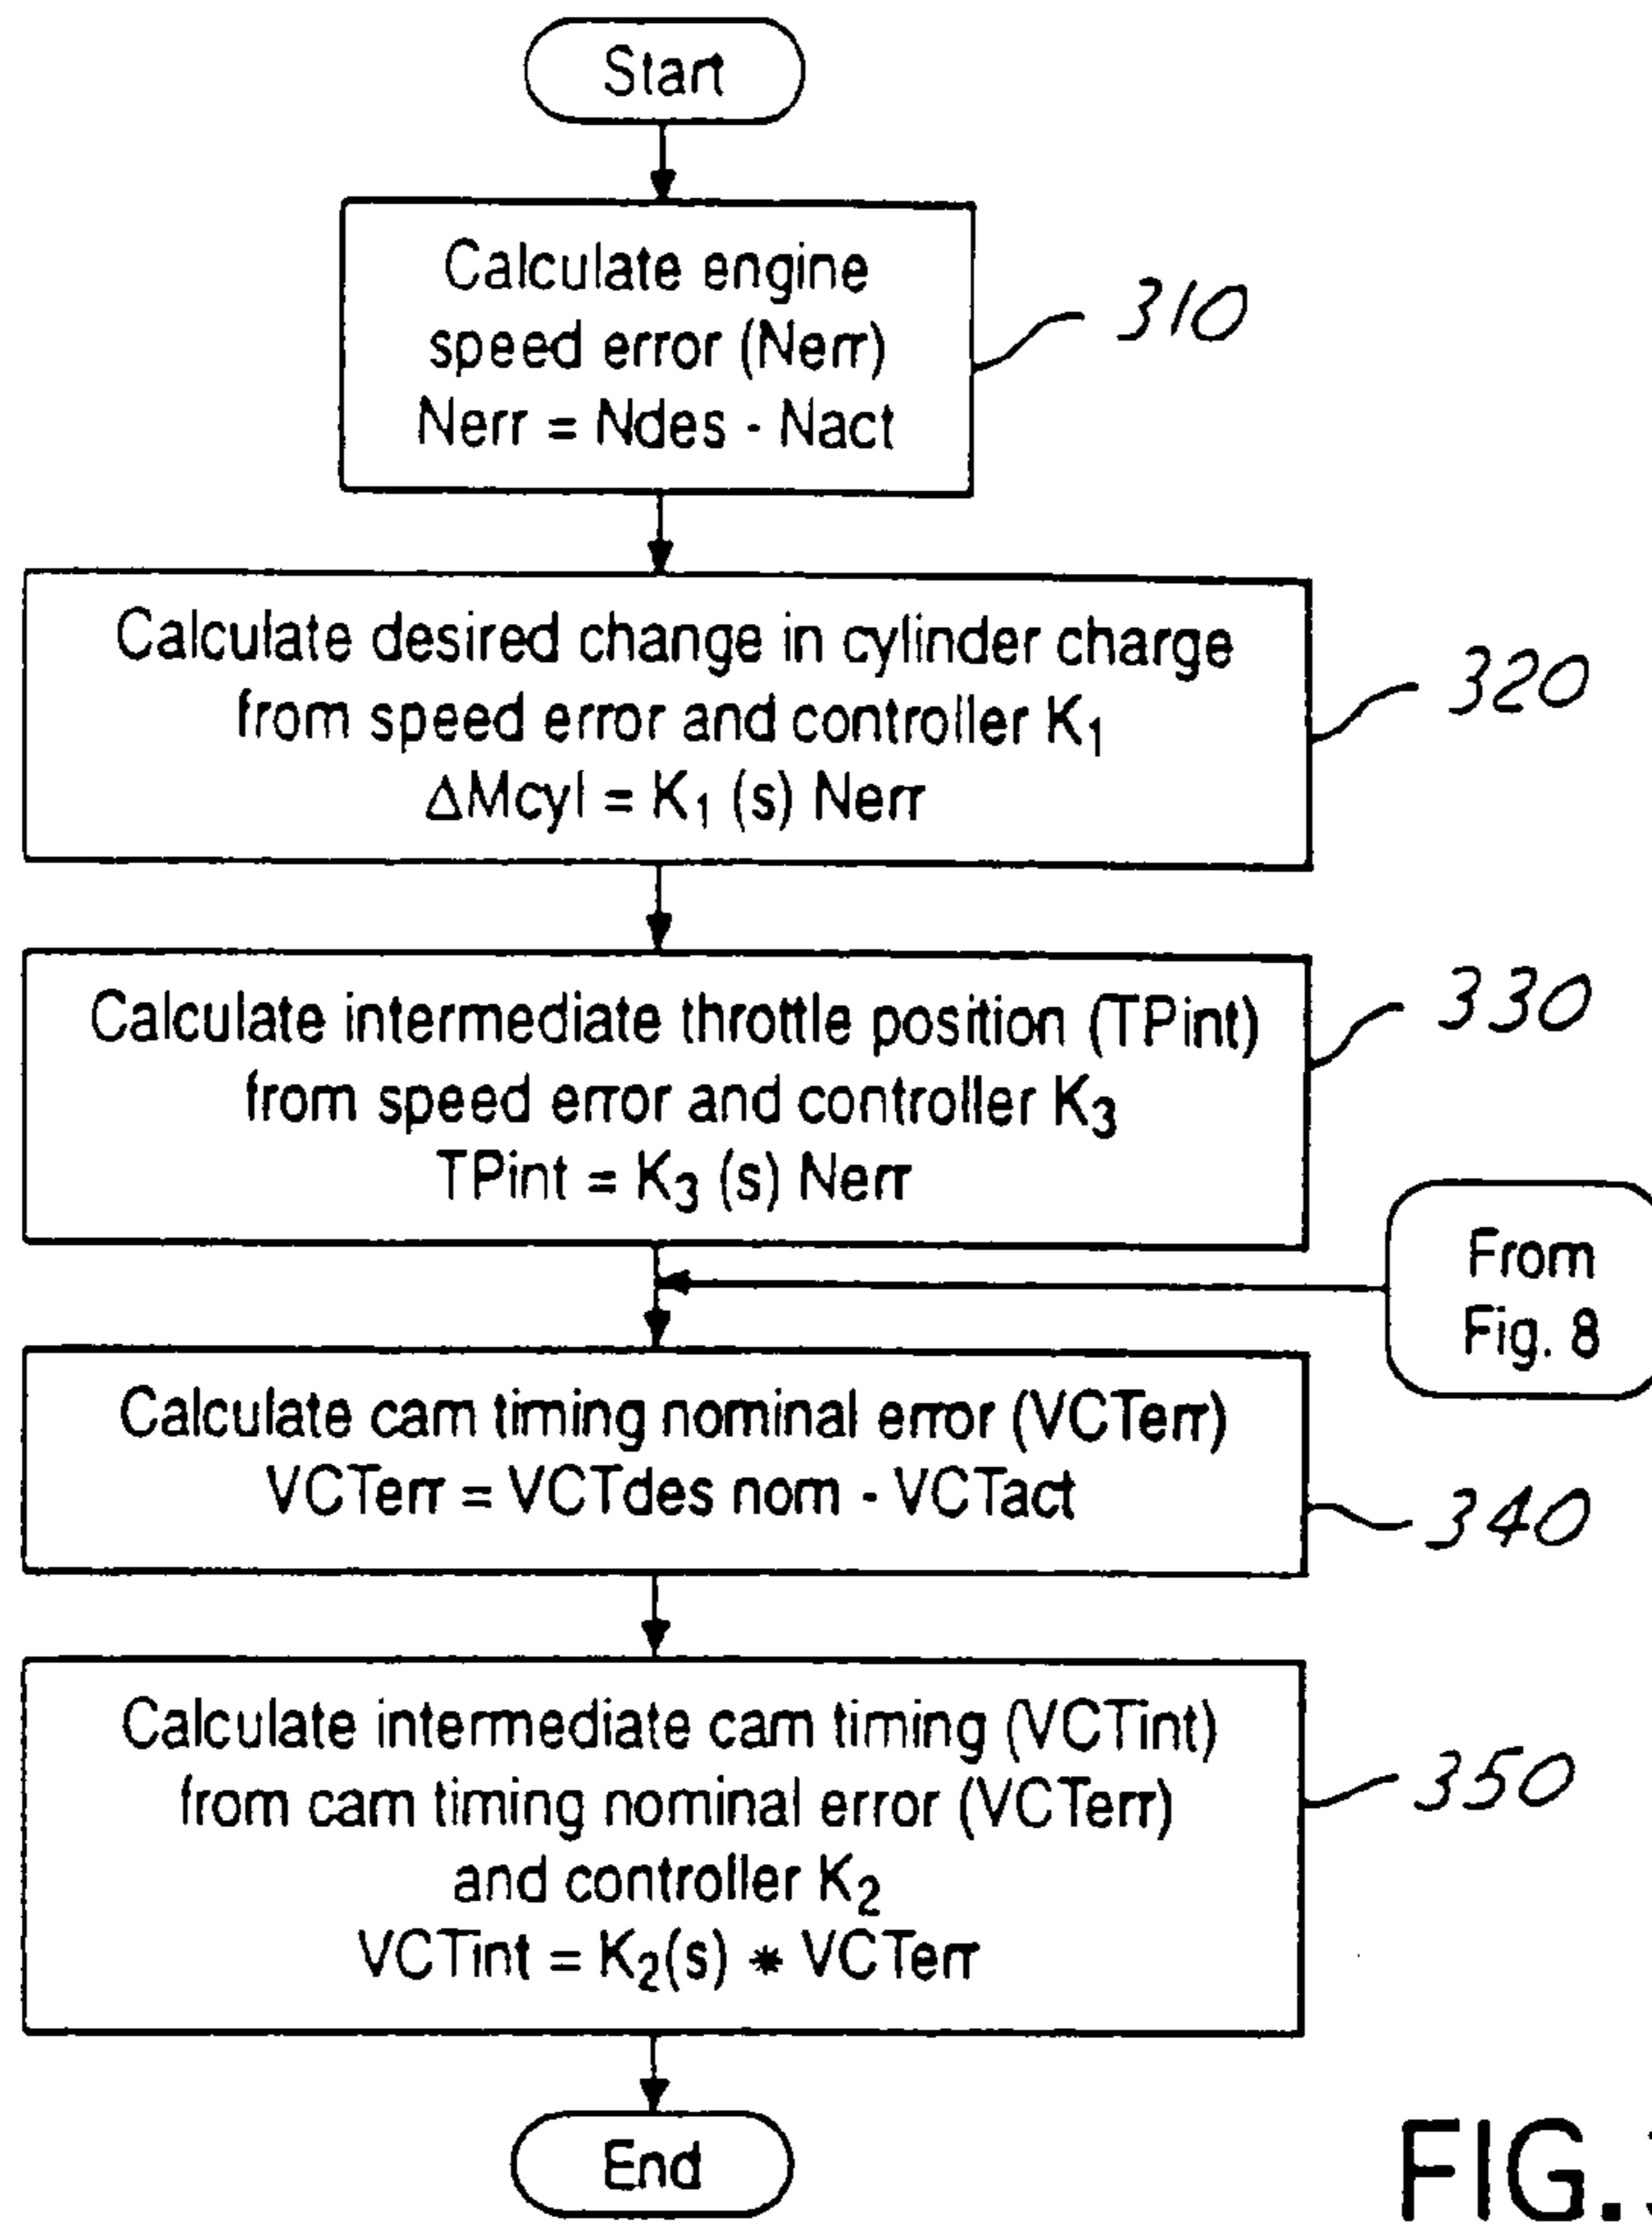 Start
Calculate engine
speed error (Nerr)
Nerr = Ndes - Nact
310
Calculate desired change in cylinder charge
from speed error and controller K₁
ΔMcyl = K₁ (s) Nerr
320
Calculate intermediate throttle position (TPint)
from speed error and controller K₃
TPint = K₃ (s) Nerr
330
From
Fig. 8
Calculate cam timing nominal error (VCTerr)
VCTerr = VCTdes nom - VCTact
340
Calculate intermediate cam timing (VCTint)
from cam timing nominal error (VCTerr)
and controller K₂
VCTint = K₂(s) * VCTerr
350
End
FIG.